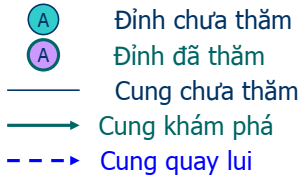 A Đỉnh chưa thăm
A Đỉnh đã thăm
Cung chưa thăm
Cung khám phá
Cung quay lui